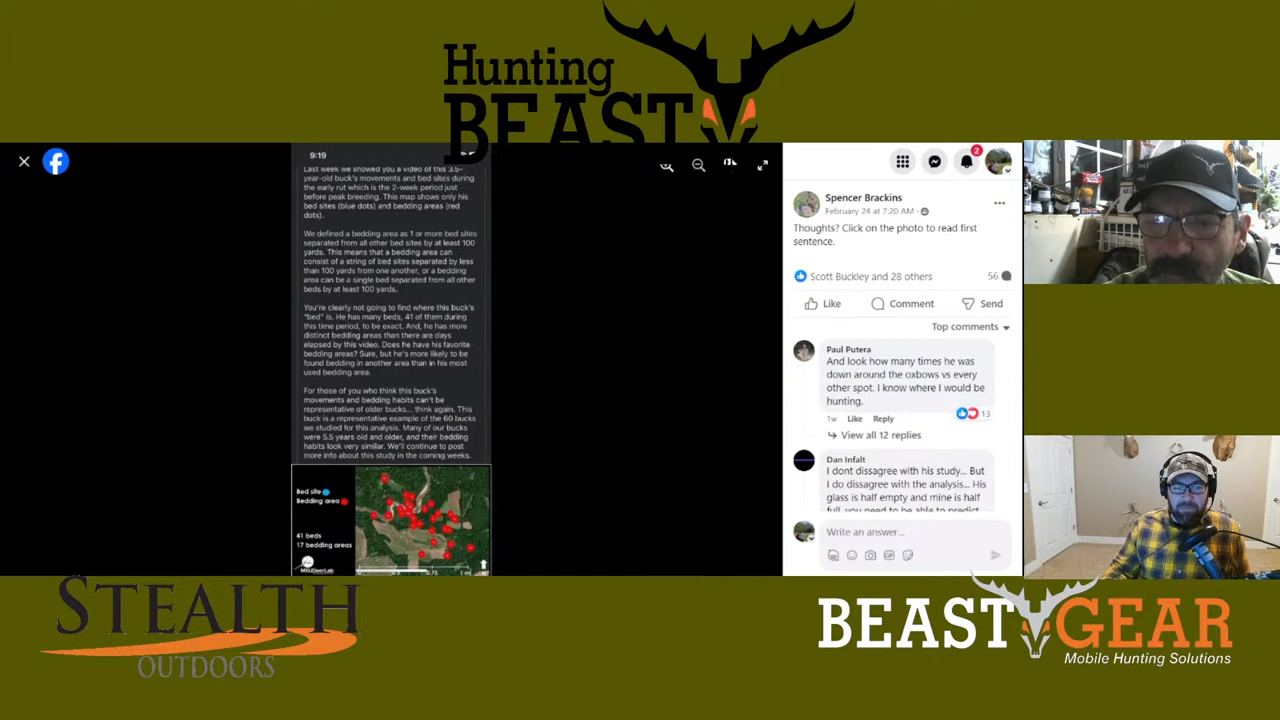 Hunting
BEAST
9:19
Last week we showed you a video of this 3.5-
year-old buck's movements and bed sites during
the early rut which is the 2-week period just
before peak breeding. This map shows only his
bed sites (blue dots) and bedding areas (red
dots).
We defined a bedding area as 1 or more bed sites
separated from all other bed sites by at least 100
yards. This means that a bedding area can
consist of a string of bed sites separated by less
than 100 yards from one another, or a bedding
area can be a single bed separated from all other
beds by at least 100 yards.
You're clearly not going to find where this buck's
"bed" is. He has many beds, 41 of them during
this time period, to be exact. And, he has more
distinct bedding areas than there are days
elapsed by this video. Does he have his favorite
bedding areas? Sure, but he's more likely to be
found bedding in another area than in his most
used bedding area.
For those of you who think this buck's
movements and bedding habits can't be
representative of older bucks... think again. This
buck is a representative example of the 60 bucks
we studied for this analysis. Many of our bucks
were 5.5 years old and older, and their bedding
habits look very similar. We'll continue to post
more info about this study in the coming weeks.
Bed site
Bedding area
41 beds
17 bedding areas
MSUDeerLab
0.75
1 mi
2
Spencer Brackins
February 24 at 7:20 AM ·
Thoughts? Click on the photo to read first
sentence.
Scott Buckley and 28 others
56
Like
Comment
Send
Top comments
Paul Putera
And look how many times he was
down around the oxbows vs every
other spot. I know where I would be
hunting.
1w Like Reply
13
View all 12 replies
Dan Infalt
I dont dissagree with his study... But
I do dissagree with the analysis... His
glass is half empty and mine is half
full, you need to be able to predict
Write an answer...
GIF
STEALTH
OUTDOORS
BEAST GEAR
Mobile Hunting Solutions